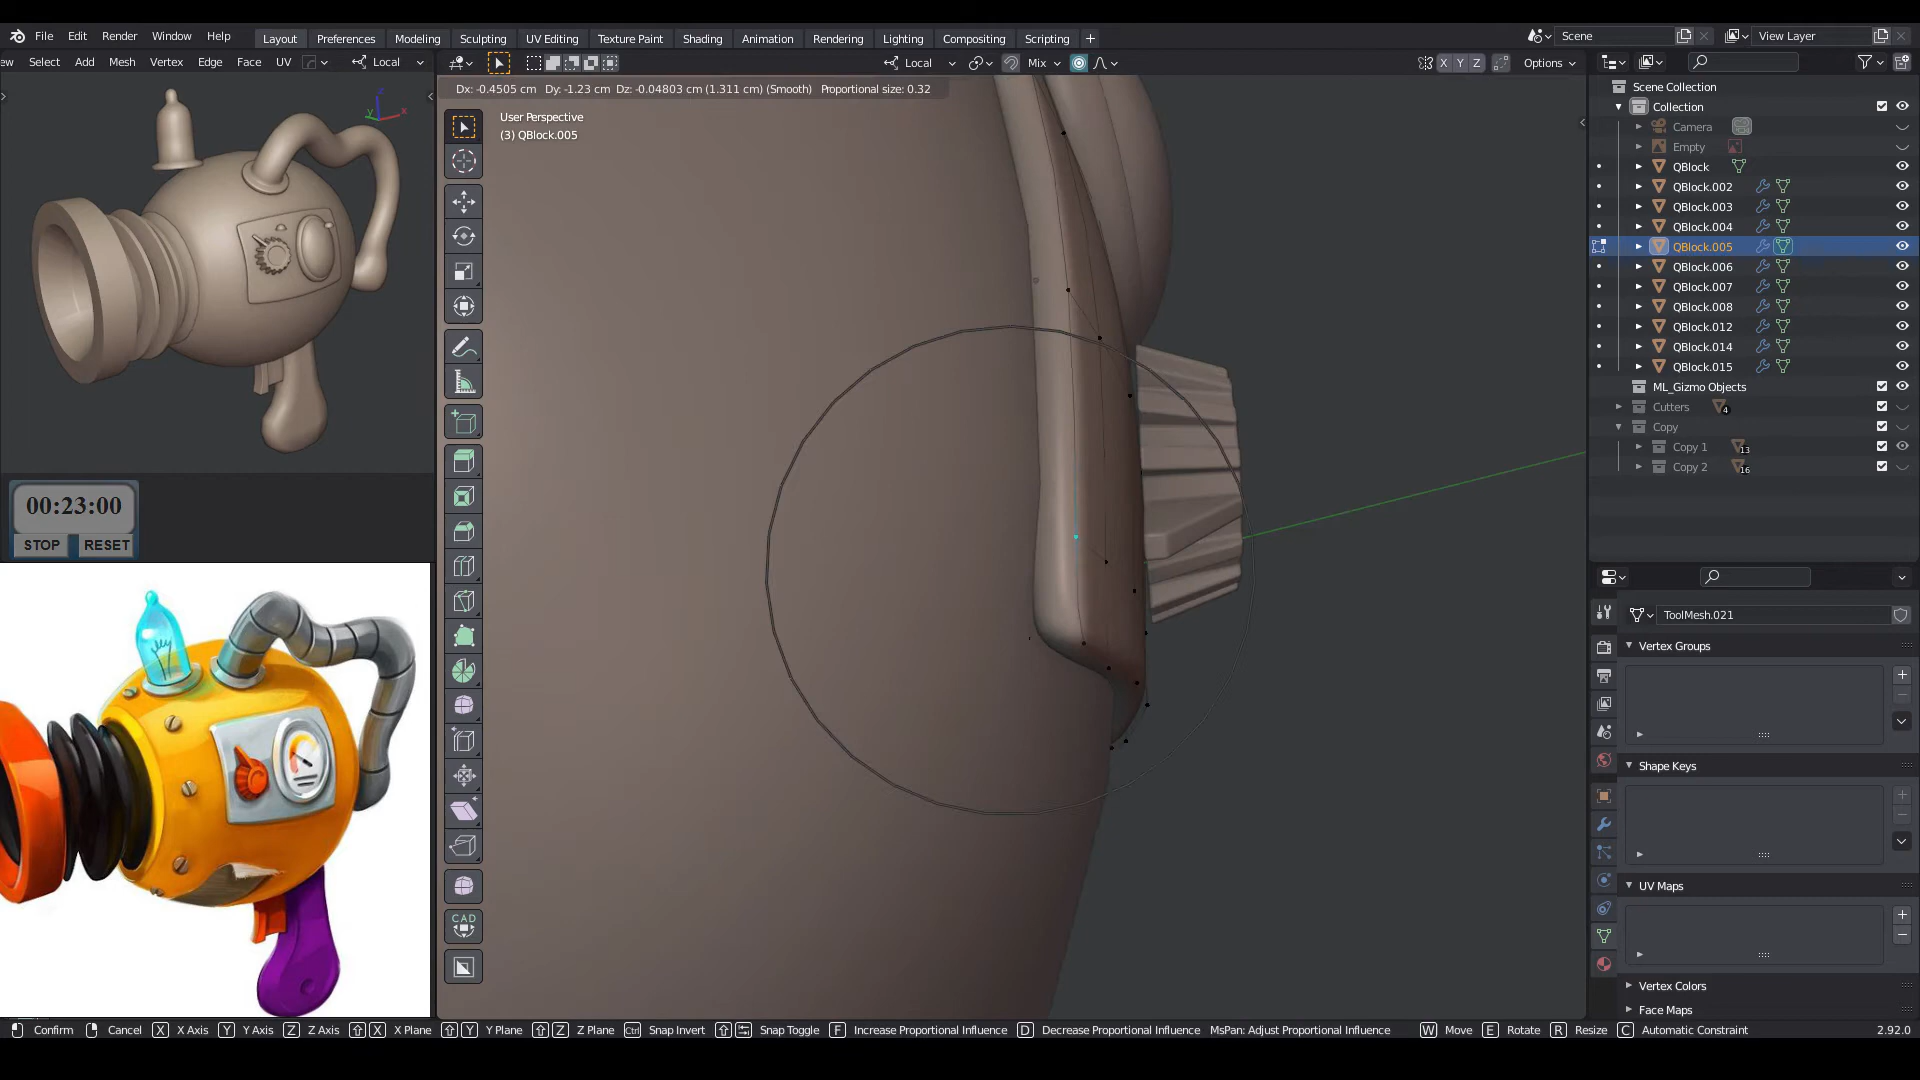 File Edit Render Window Help
Layout Preferences Modeling Sculpting UV Editing Texture Paint Shading Animation Rendering Lighting Compositing Scripting +
Scene
View Layer
ew Select Add Mesh Vertex Edge Face UV Local
Local Mix X Y Z Options
Dx: -0.4505 cm Dy: -1.23 cm Dz: -0.04803 cm (1.311 cm) (Smooth) Proportional size: 0.32
User Perspective
(3) QBlock.005
CAD
00:23:00
STOP RESET
Scene Collection
Collection
Camera
Empty
QBlock
QBlock.002
QBlock.003
QBlock.004
QBlock.005
QBlock.006
QBlock.007
QBlock.008
QBlock.012
QBlock.014
QBlock.015
ML_Gizmo Objects
Cutters 4
Copy
Copy 1 13
Copy 2 16
ToolMesh.021
Vertex Groups
Shape Keys
UV Maps
Vertex Colors
Face Maps
Confirm Cancel X X Axis Y Y Axis Z Z Axis X X Plane Y Y Plane Z Z Plane Ctrl Snap Invert Snap Toggle F Increase Proportional Influence D Decrease Proportional Influence MsPan: Adjust Proportional Influence W Move E Rotate R Resize C Automatic Constraint 2.92.0